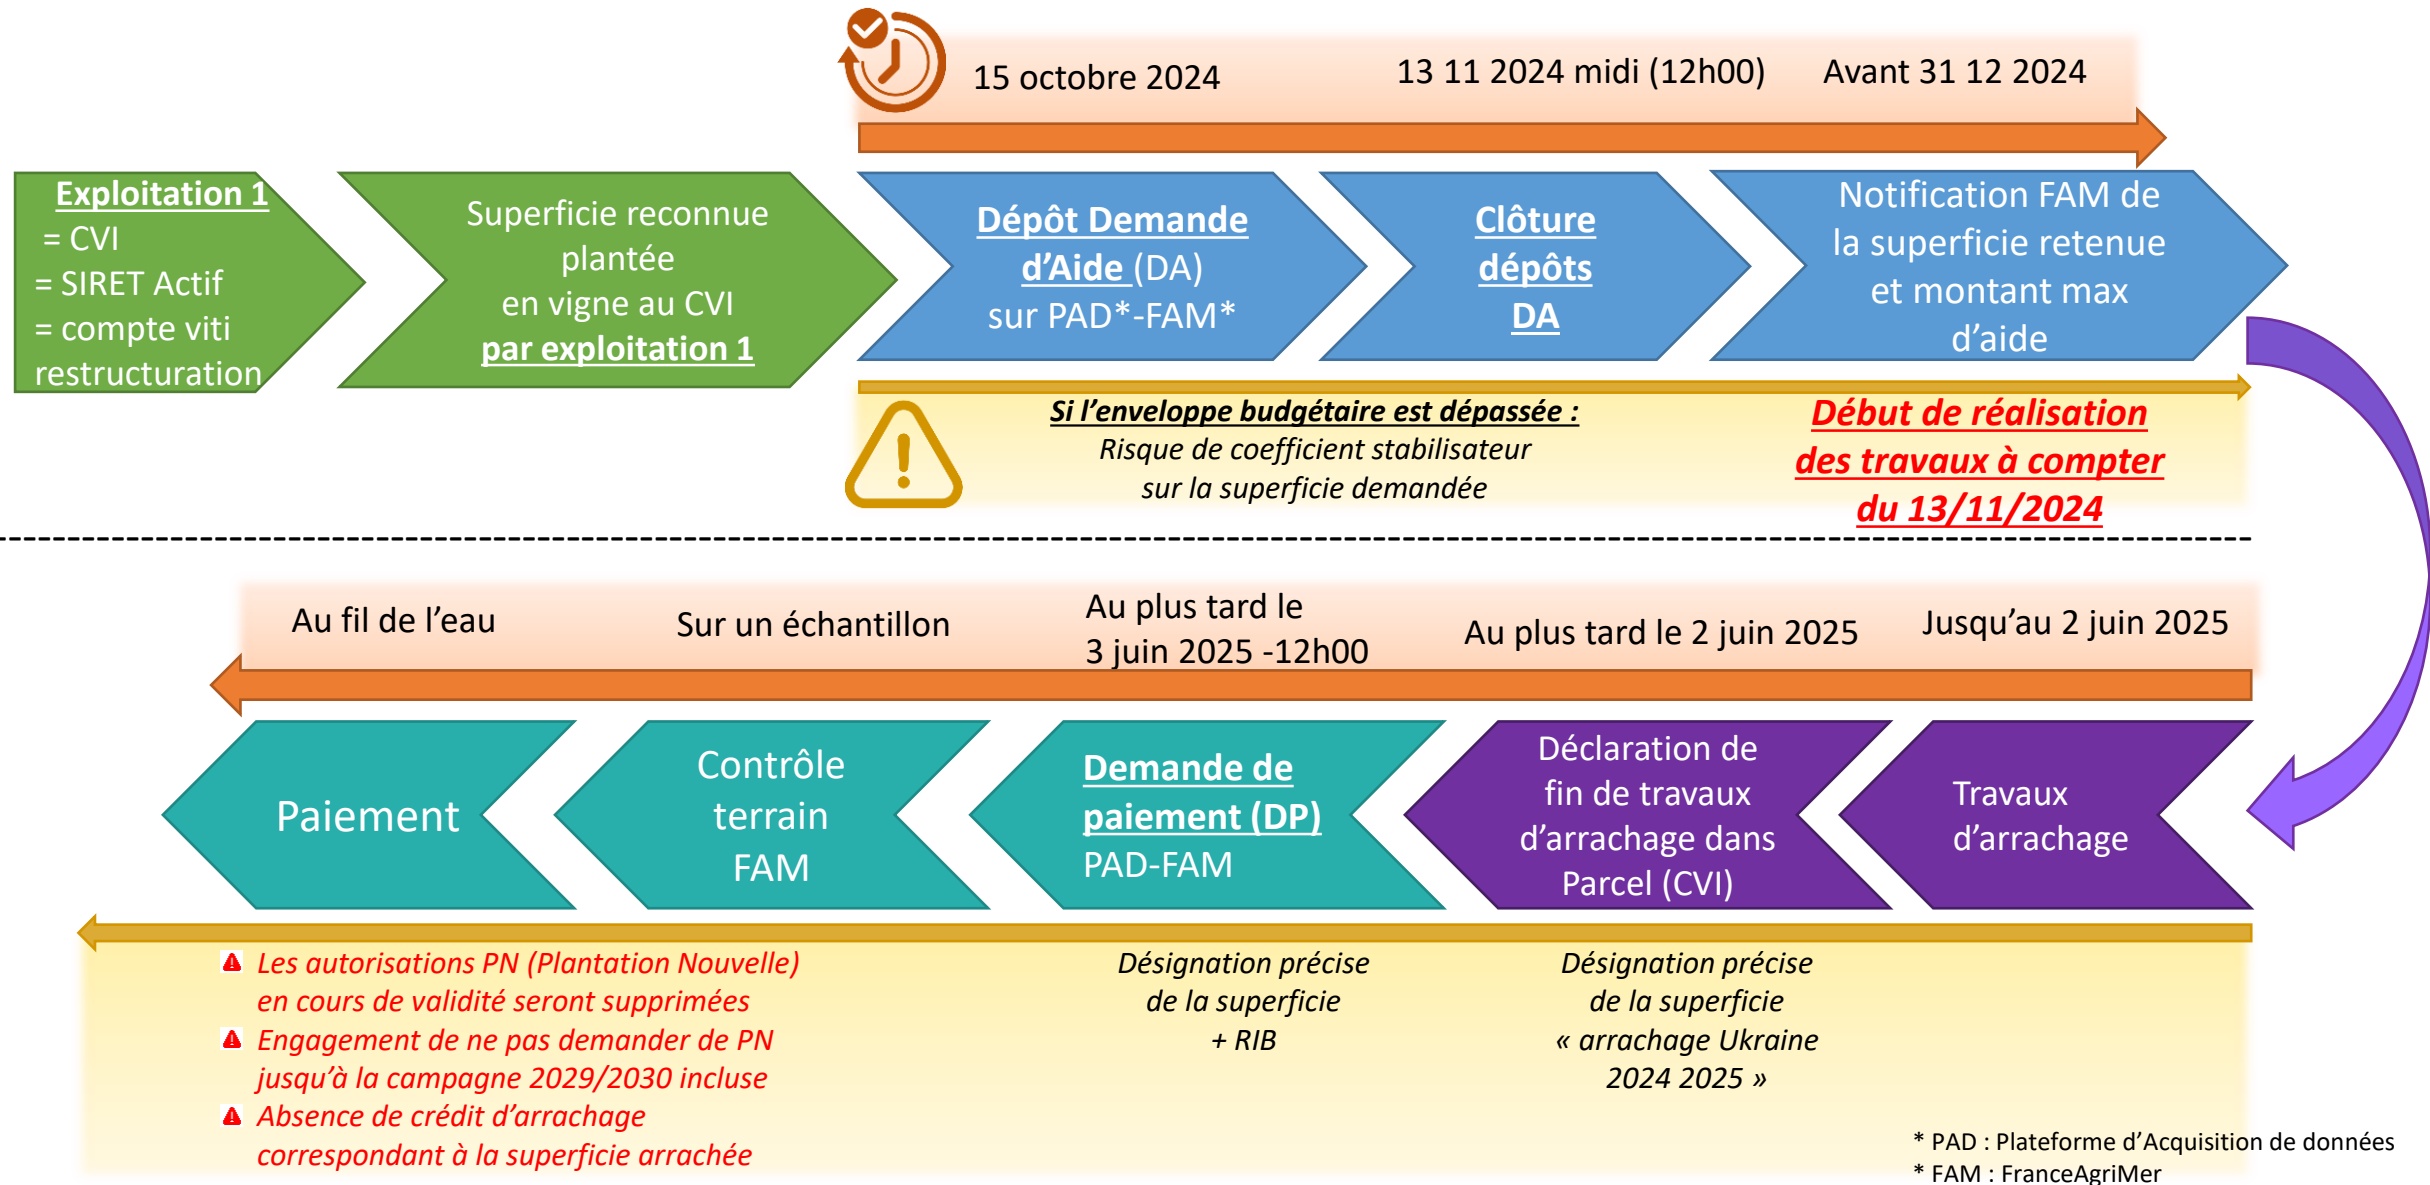 15 octobre 2024
13 11 2024 midi (12h00)
Avant 31 12 2024
Exploitation 1
= CVI
= SIRET Actif
= compte viti
restructuration
Superficie reconnue
plantée
en vigne au CVI
par exploitation 1
Dépôt Demande
d’Aide (DA)
sur PAD*-FAM*
Clôture
dépôts
DA
Notification FAM de
la superficie retenue
et montant max
d’aide
Si l’enveloppe budgétaire est dépassée :
Risque de coefficient stabilisateur
sur la superficie demandée
Début de réalisation
des travaux à compter
du 13/11/2024
Au fil de l’eau
Sur un échantillon
Au plus tard le
3 juin 2025 -12h00
Au plus tard le 2 juin 2025
Jusqu’au 2 juin 2025
Paiement
Contrôle
terrain
FAM
Demande de
paiement (DP)
PAD-FAM
Déclaration de
fin de travaux
d’arrachage dans
Parcel (CVI)
Travaux
d’arrachage
Les autorisations PN (Plantation Nouvelle)
en cours de validité seront supprimées
Engagement de ne pas demander de PN
jusqu’à la campagne 2029/2030 incluse
Absence de crédit d’arrachage
correspondant à la superficie arrachée
Désignation précise
de la superficie
+ RIB
Désignation précise
de la superficie
« arrachage Ukraine
2024 2025 »
* PAD : Plateforme d’Acquisition de données
* FAM : FranceAgriMer